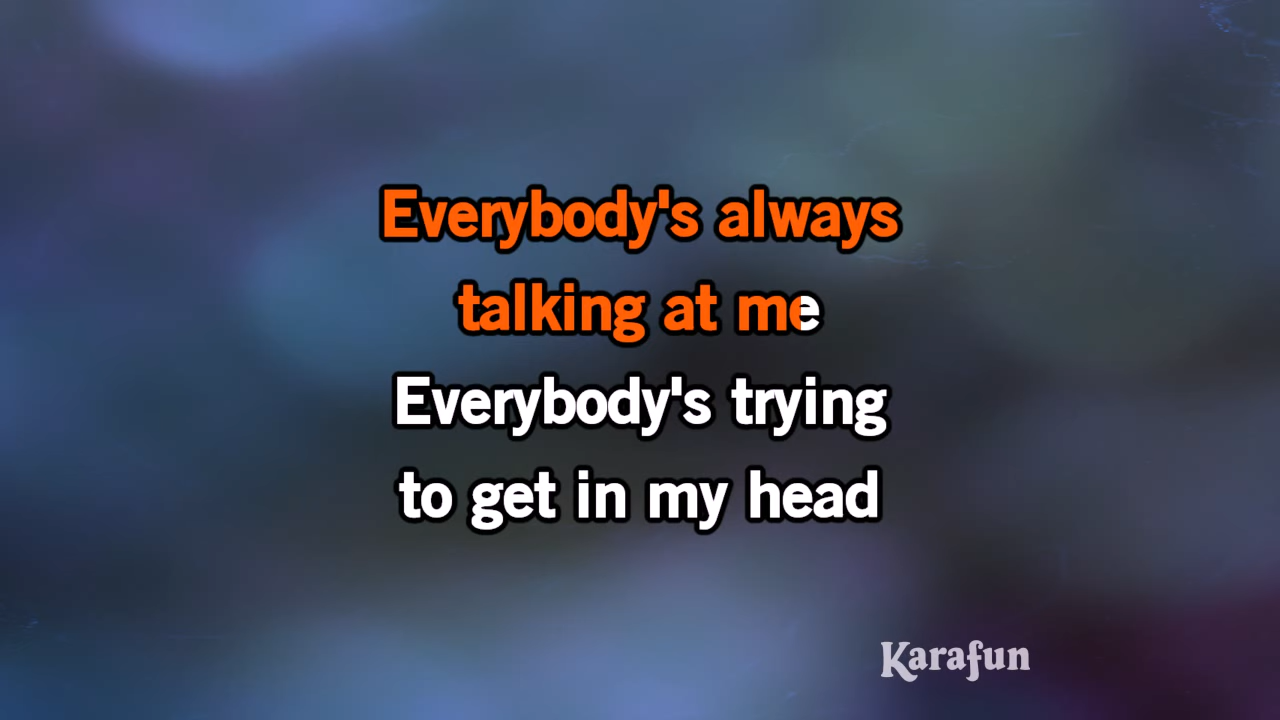 Everybody's always
talking at me
Everybody's trying
to get in my head
Karafun